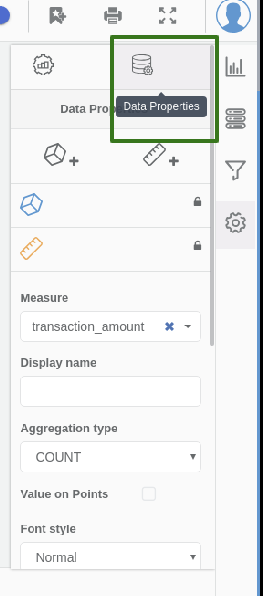 Data Prop
Data Properties
Measure
transaction_amount
Display name
Aggregation type
COUNT
Value on Points
Font style
Normal